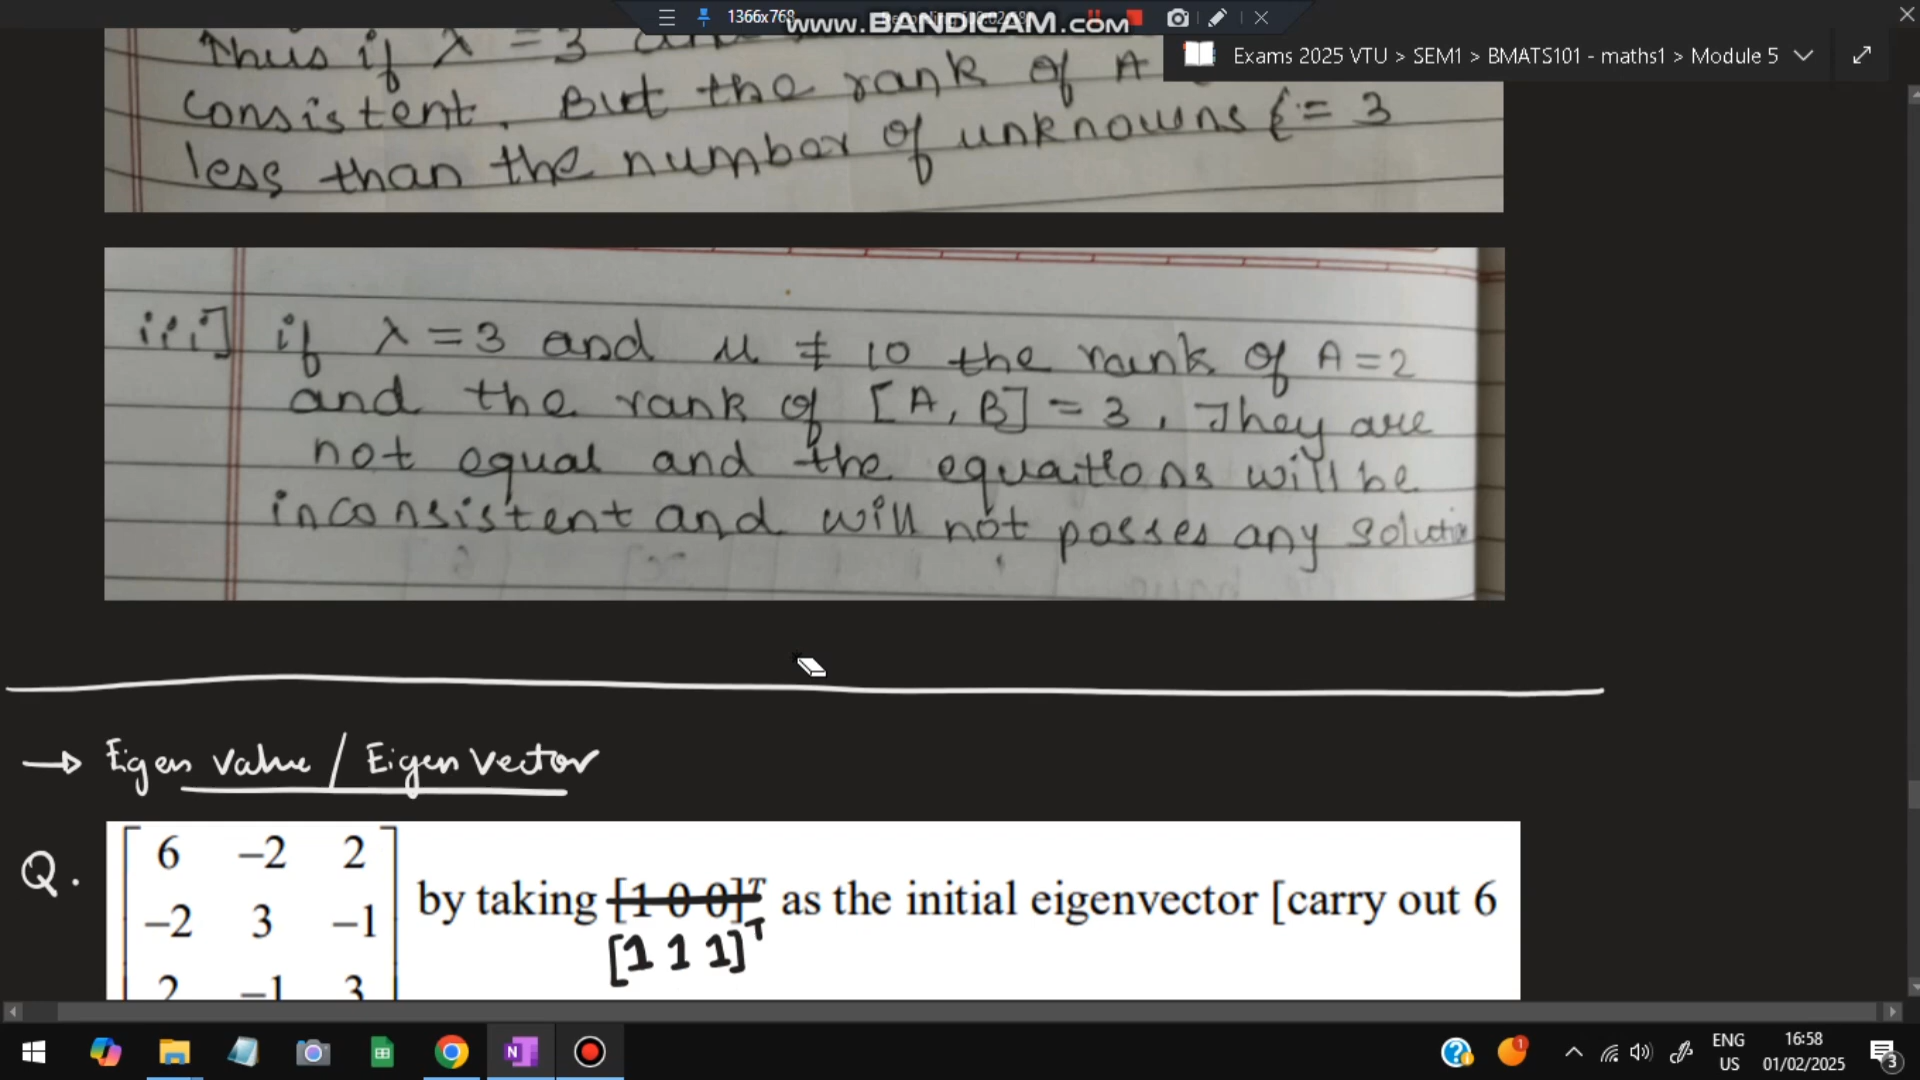 1366x768
www.BANDICAM.com
Exams 2025 VTU > SEM1 > BMATS101 - maths1 > Module 5
Thus if λ = 3
consistent. But the rank of A
less than the number of unknowns (= 3
iii] if λ = 3 and μ ≠ 10 the rank of A = 2
and the rank of [A, B] = 3, They are
not equal and the equations will be
inconsistent and will not posses any solution
→ Eigen value / Eigen Vector
Q.
6 -2 2
-2 3 -1
2 -1 3
by taking [1 0 0]ᵀ as the initial eigenvector [carry out 6
[1 1 1]ᵀ
ENG
US
16:58
01/02/2025
1
3